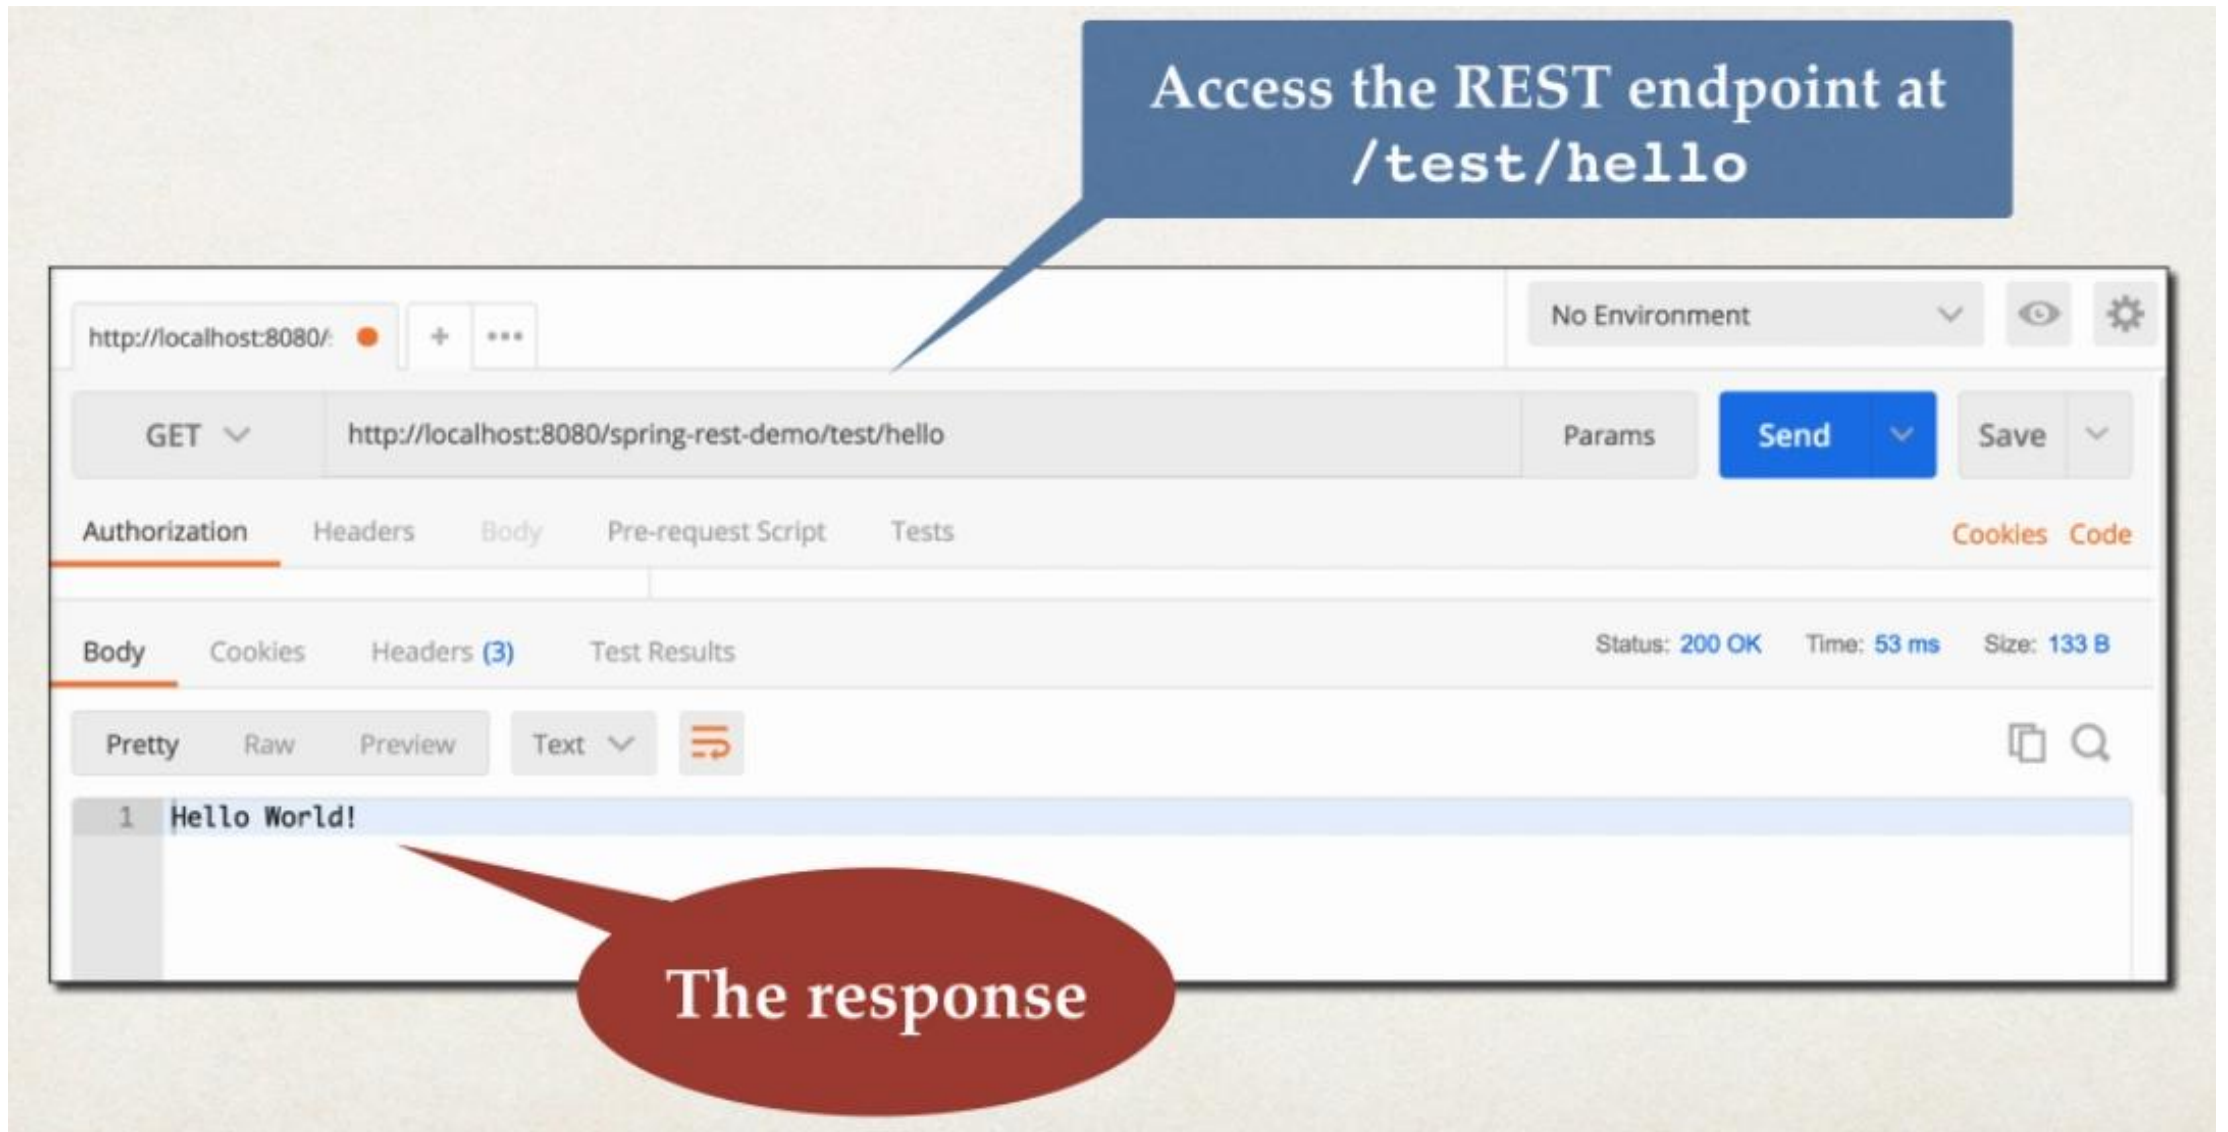 Access the REST endpoint at
/test/hello
http://localhost:8080/
No Environment
GET
http://localhost:8080/spring-rest-demo/test/hello
Params
Send
Save
Authorization Headers Body Pre-request Script Tests
Cookies Code
Body Cookies Headers (3) Test Results
Status: 200 OK Time: 53 ms Size: 133 B
Pretty Raw Preview Text
1 Hello World!
The response